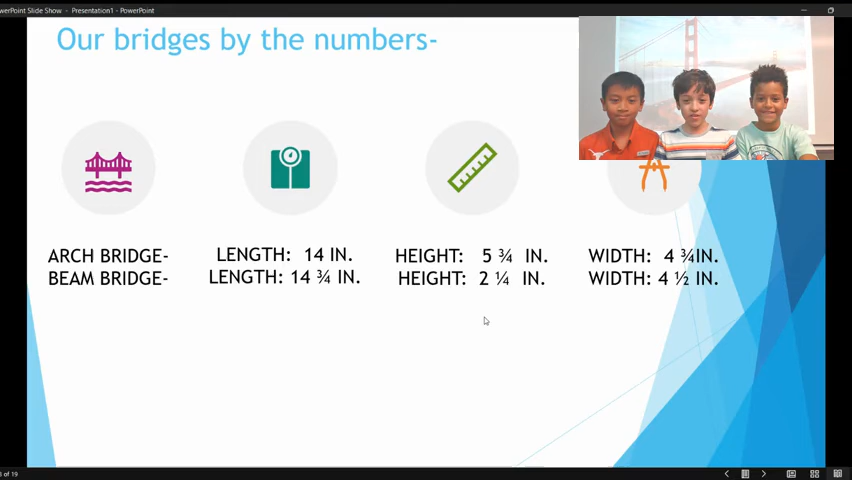 PowerPoint Slide Show - Presentation1 - PowerPoint
Our bridges by the numbers-
ARCH BRIDGE- LENGTH: 14 IN. HEIGHT: 5 ¾ IN. WIDTH: 4 ¾IN.
BEAM BRIDGE- LENGTH: 14 ¾ IN. HEIGHT: 2 ¼ IN. WIDTH: 4 ½ IN.
of 19